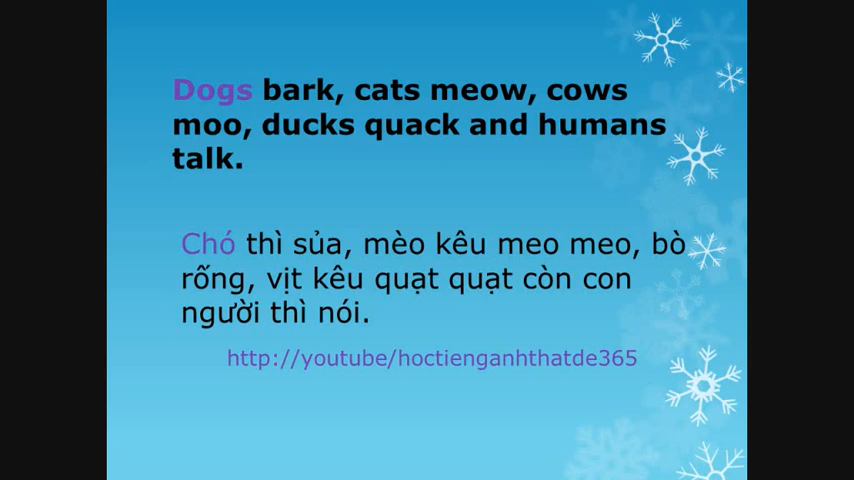 Dogs bark, cats meow, cows
moo, ducks quack and humans
talk.
Chó thì sủa, mèo kêu meo meo, bò
rống, vịt kêu quạt quạt còn con
người thì nói.
http://youtube/hoctienganhthatde365